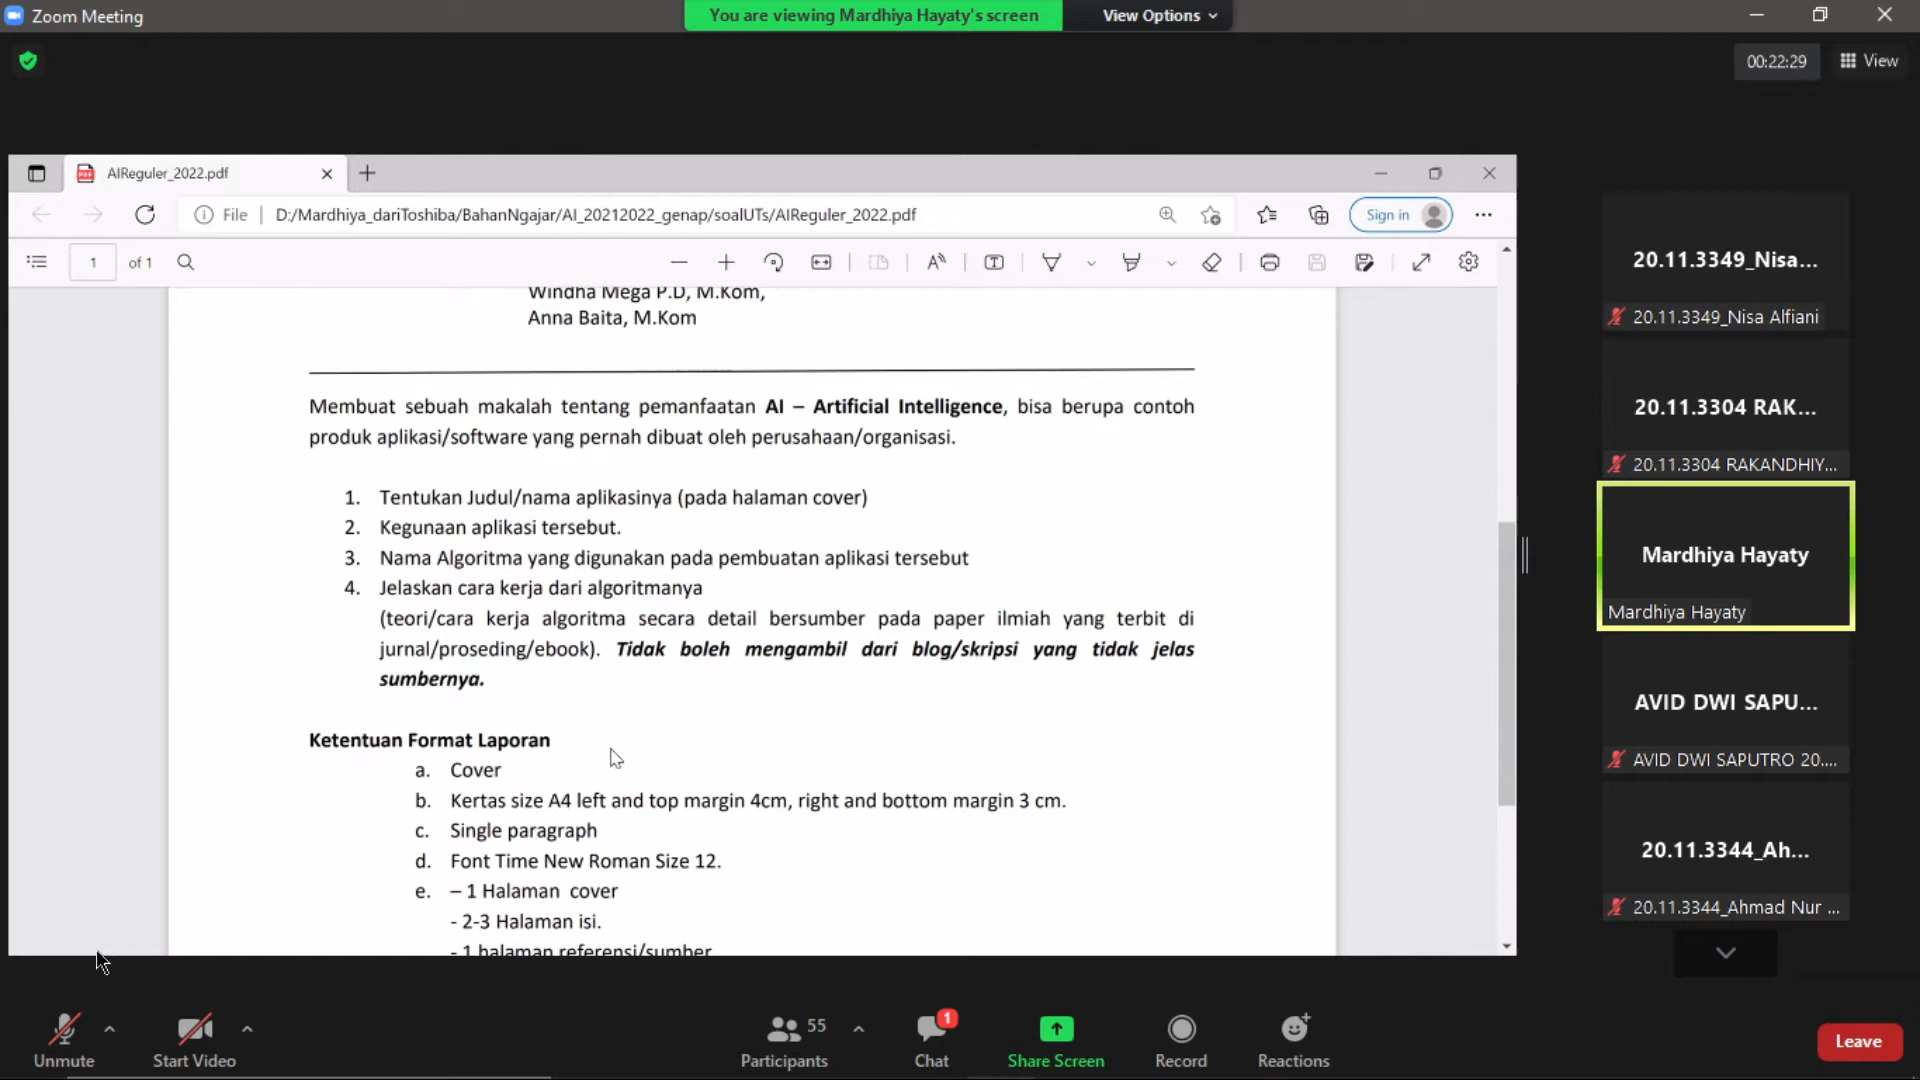 Zoom Meeting
You are viewing Mardhiya Hayaty's screen
View Options
00:22:29
View
AIReguler_2022.pdf
File
D:/Mardhiya_dariToshiba/BahanNgajar/AI_20212022_genap/soalUTs/AIReguler_2022.pdf
Sign in
1 of 1
Windha Mega P.D, M.Kom,
Anna Baita, M.Kom
Membuat sebuah makalah tentang pemanfaatan AI – Artificial Intelligence, bisa berupa contoh
produk aplikasi/software yang pernah dibuat oleh perusahaan/organisasi.
1. Tentukan Judul/nama aplikasinya (pada halaman cover)
2. Kegunaan aplikasi tersebut.
3. Nama Algoritma yang digunakan pada pembuatan aplikasi tersebut
4. Jelaskan cara kerja dari algoritmanya
(teori/cara kerja algoritma secara detail bersumber pada paper ilmiah yang terbit di
jurnal/proseding/ebook). Tidak boleh mengambil dari blog/skripsi yang tidak jelas
sumbernya.
Ketentuan Format Laporan
a. Cover
b. Kertas size A4 left and top margin 4cm, right and bottom margin 3 cm.
c. Single paragraph
d. Font Time New Roman Size 12.
e. – 1 Halaman cover
- 2-3 Halaman isi.
- 1 halaman referensi/sumber
20.11.3349_Nisa...
20.11.3349_Nisa Alfiani
20.11.3304 RAK...
20.11.3304 RAKANDHIY...
Mardhiya Hayaty
Mardhiya Hayaty
AVID DWI SAPU...
AVID DWI SAPUTRO 20....
20.11.3344_Ah...
20.11.3344_Ahmad Nur ...
Unmute
Start Video
55
Participants
1
Chat
Share Screen
Record
Reactions
Leave